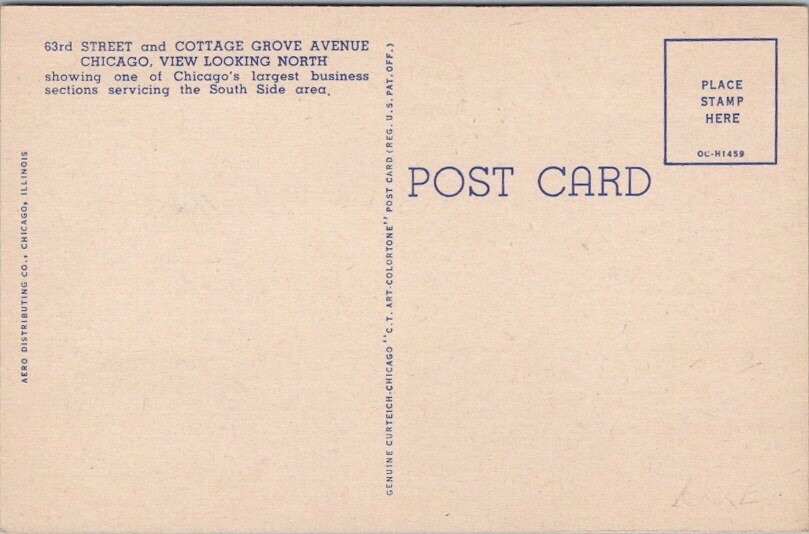 63rd STREET and COTTAGE GROVE AVENUE
CHICAGO, VIEW LOOKING NORTH
showing one of Chicago's largest business
sections servicing the South Side area.
AERO DISTRIBUTING CO., CHICAGO, ILLINOIS
GENUINE CURTEICH-CHICAGO "C.T. ART-COLORTONE" POST CARD (REG. U.S. PAT. OFF.)
POST CARD
PLACE
STAMP
HERE
OC-H1459